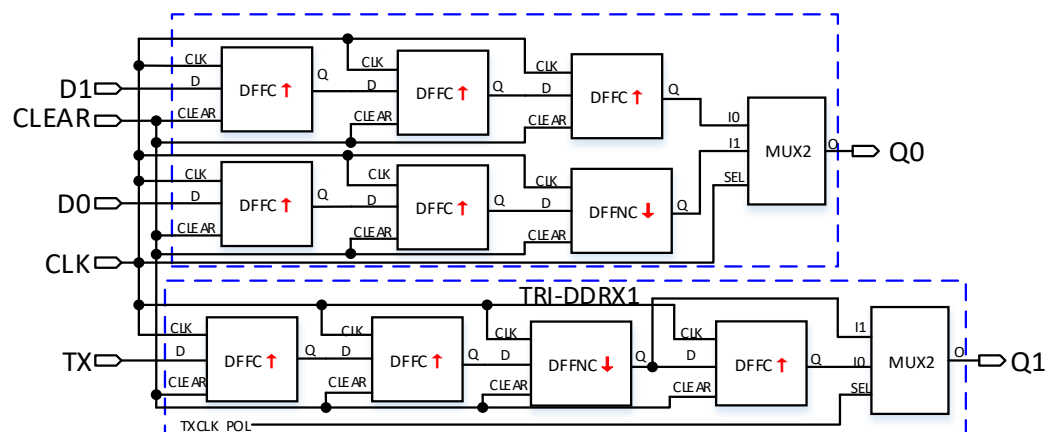 CLK
D1 D Q D Q CLK
DFFC DFFC D DFFC Q
CLEAR CLEAR CLEAR CLEAR I0
I1 MUX2 O Q0
CLK CLK SEL
D0 D Q D Q D Q
DFFC DFFC DFFNC
CLEAR CLEAR CLEAR
CLK
TRI-DDRX1
CLK CLK CLK CLK I1
TX D Q D Q D Q D Q I0 MUX2 O Q1
DFFC DFFC DFFNC DFFC
CLEAR CLEAR CLEAR CLEAR SEL
TXCLK_POL